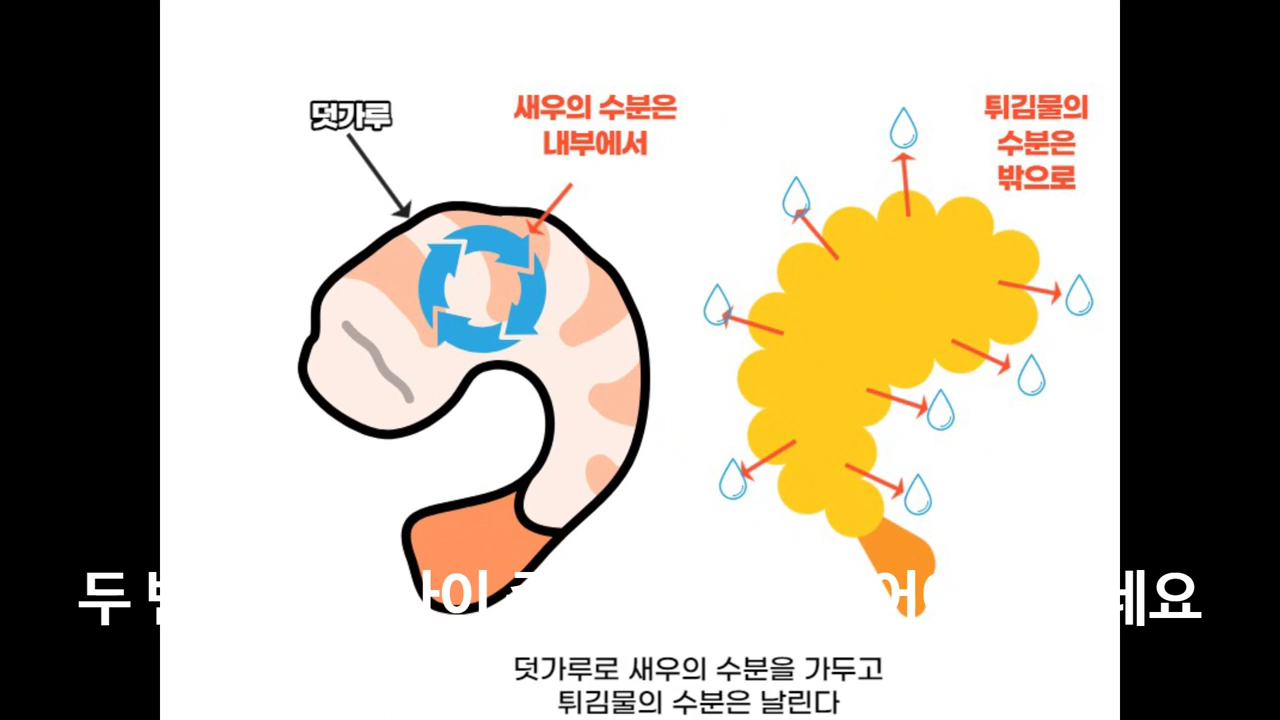 덧가루
새우의 수분은
내부에서
튀김물의
수분은
밖으로
두
덧가루로 새우의 수분을 가두고
튀김물의 수분은 날린다